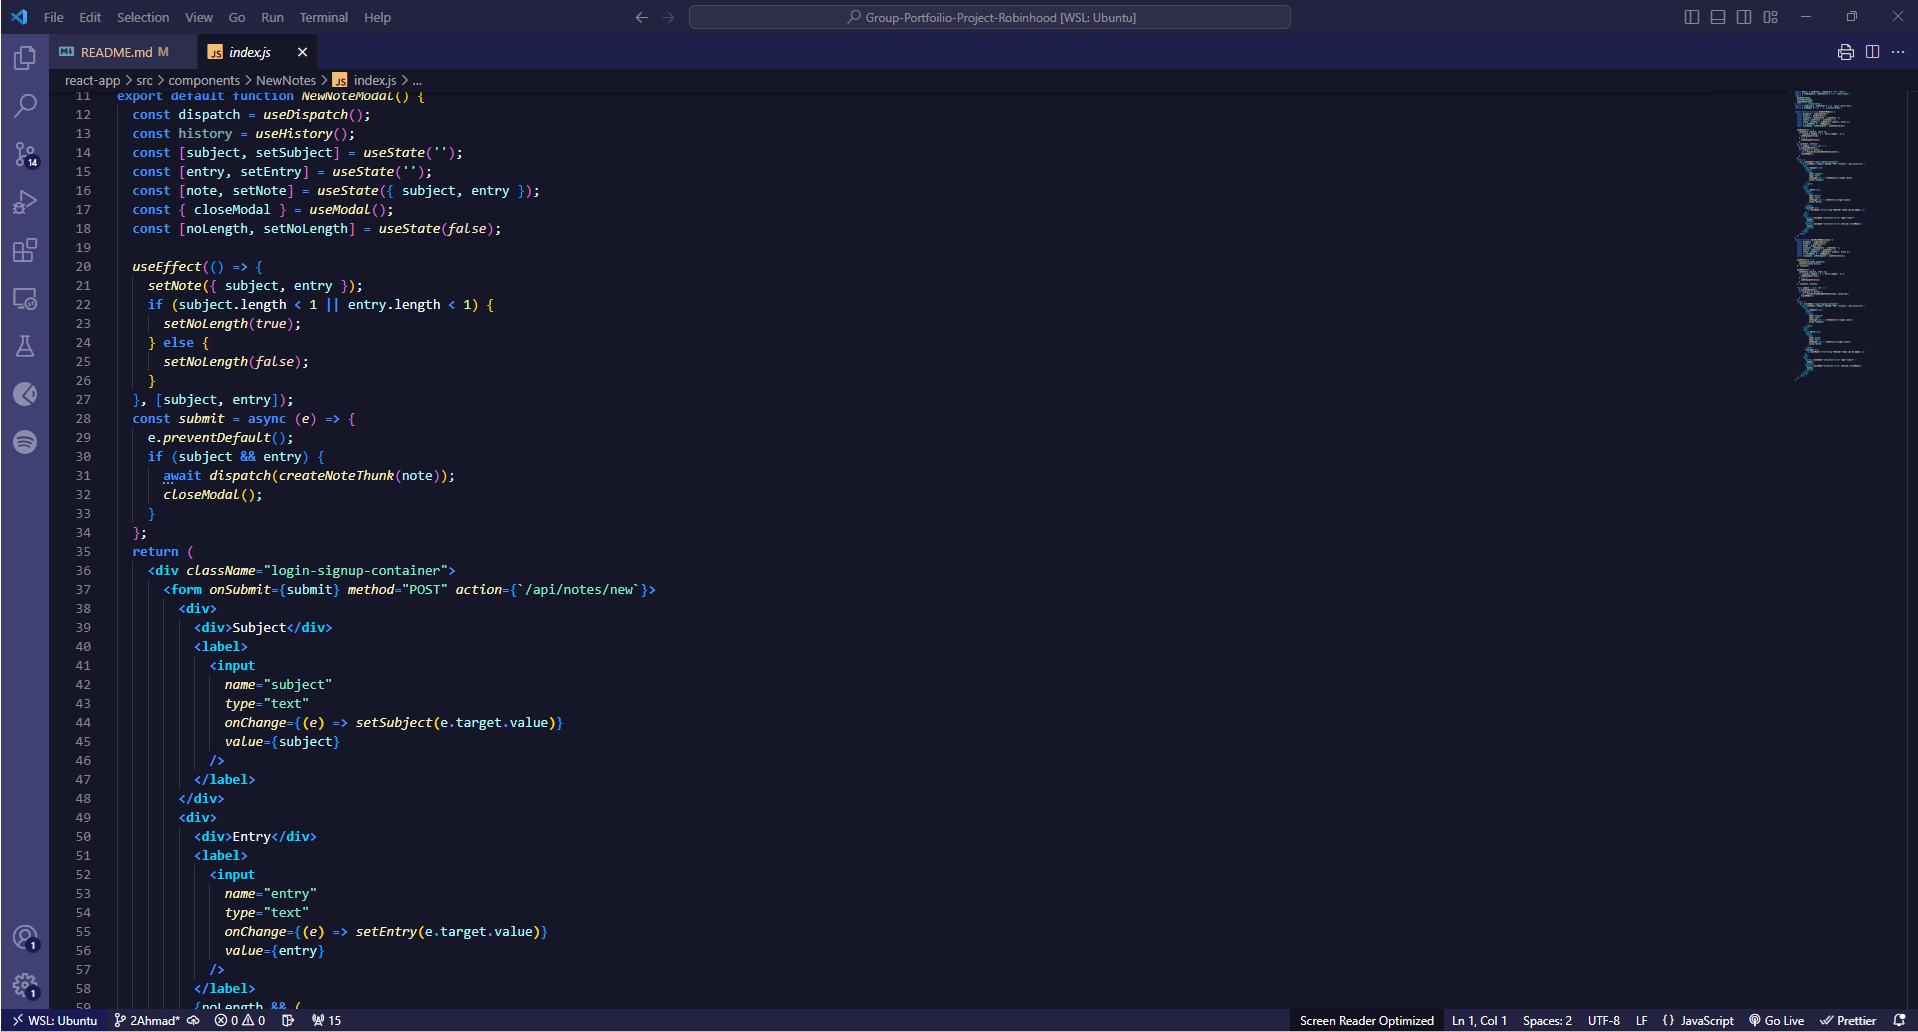 File Edit Selection View Go Run Terminal Help
Group-Portfoilio-Project-Robinhood [WSL: Ubuntu]
README.md M
JS index.js
react-app > src > components > NewNotes > JS index.js > ...
11 export default function NewNoteModal() {
12 const dispatch = useDispatch();
13 const history = useHistory();
14 const [subject, setSubject] = useState('');
15 const [entry, setEntry] = useState('');
16 const [note, setNote] = useState({ subject, entry });
17 const { closeModal } = useModal();
18 const [noLength, setNoLength] = useState(false);
19
20 useEffect(() => {
21 setNote({ subject, entry });
22 if (subject.length < 1 || entry.length < 1) {
23 setNoLength(true);
24 } else {
25 setNoLength(false);
26 }
27 }, [subject, entry]);
28 const submit = async (e) => {
29 e.preventDefault();
30 if (subject && entry) {
31 await dispatch(createNoteThunk(note));
32 closeModal();
33 }
34 };
35 return (
36 <div className="login-signup-container">
37 <form onSubmit={submit} method="POST" action={`/api/notes/new`}>
38 <div>
39 <div>Subject</div>
40 <label>
41 <input
42 name="subject"
43 type="text"
44 onChange={(e) => setSubject(e.target.value)}
45 value={subject}
46 />
47 </label>
48 </div>
49 <div>
50 <div>Entry</div>
51 <label>
52 <input
53 name="entry"
54 type="text"
55 onChange={(e) => setEntry(e.target.value)}
56 value={entry}
57 />
58 </label>
59 {noLength && (
14
1
1
WSL: Ubuntu 2Ahmad* 0 0 15
Screen Reader Optimized Ln 1, Col 1 Spaces: 2 UTF-8 LF {} JavaScript Go Live Prettier